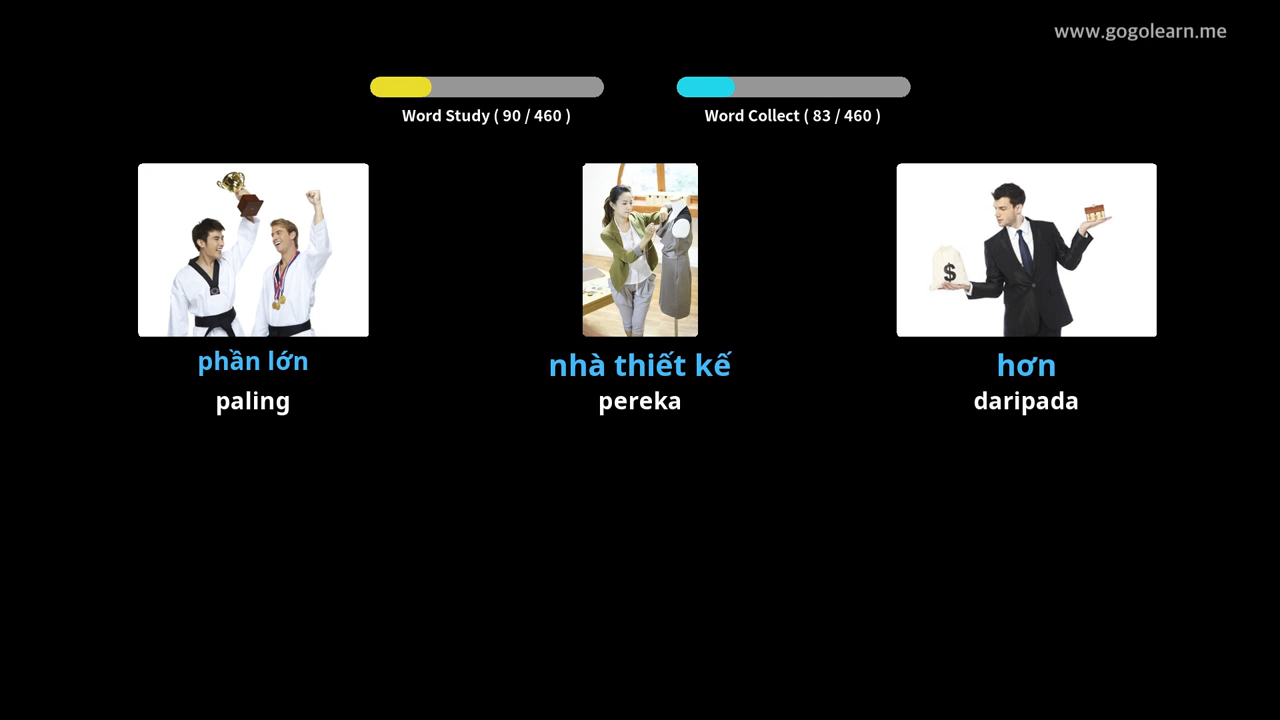 www.gogolearn.me
Word Study ( 90 / 460 )
Word Collect ( 83 / 460 )
phần lớn
paling
nhà thiết kế
pereka
hơn
daripada
$